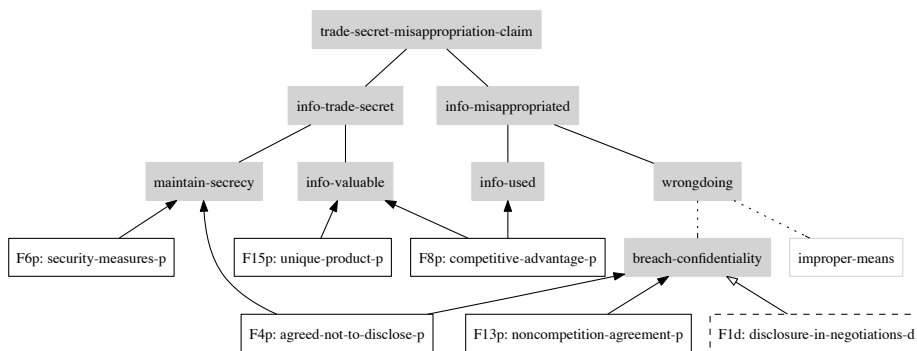 trade-secret-misappropriation-claim
info-trade-secret
info-misappropriated
maintain-secrecy
info-valuable
info-used
wrongdoing
F6p: security-measures-p
F15p: unique-product-p
F8p: competitive-advantage-p
breach-confidentiality
improper-means
F4p: agreed-not-to-disclose-p
F13p: noncompetition-agreement-p
F1d: disclosure-in-negotiations-d